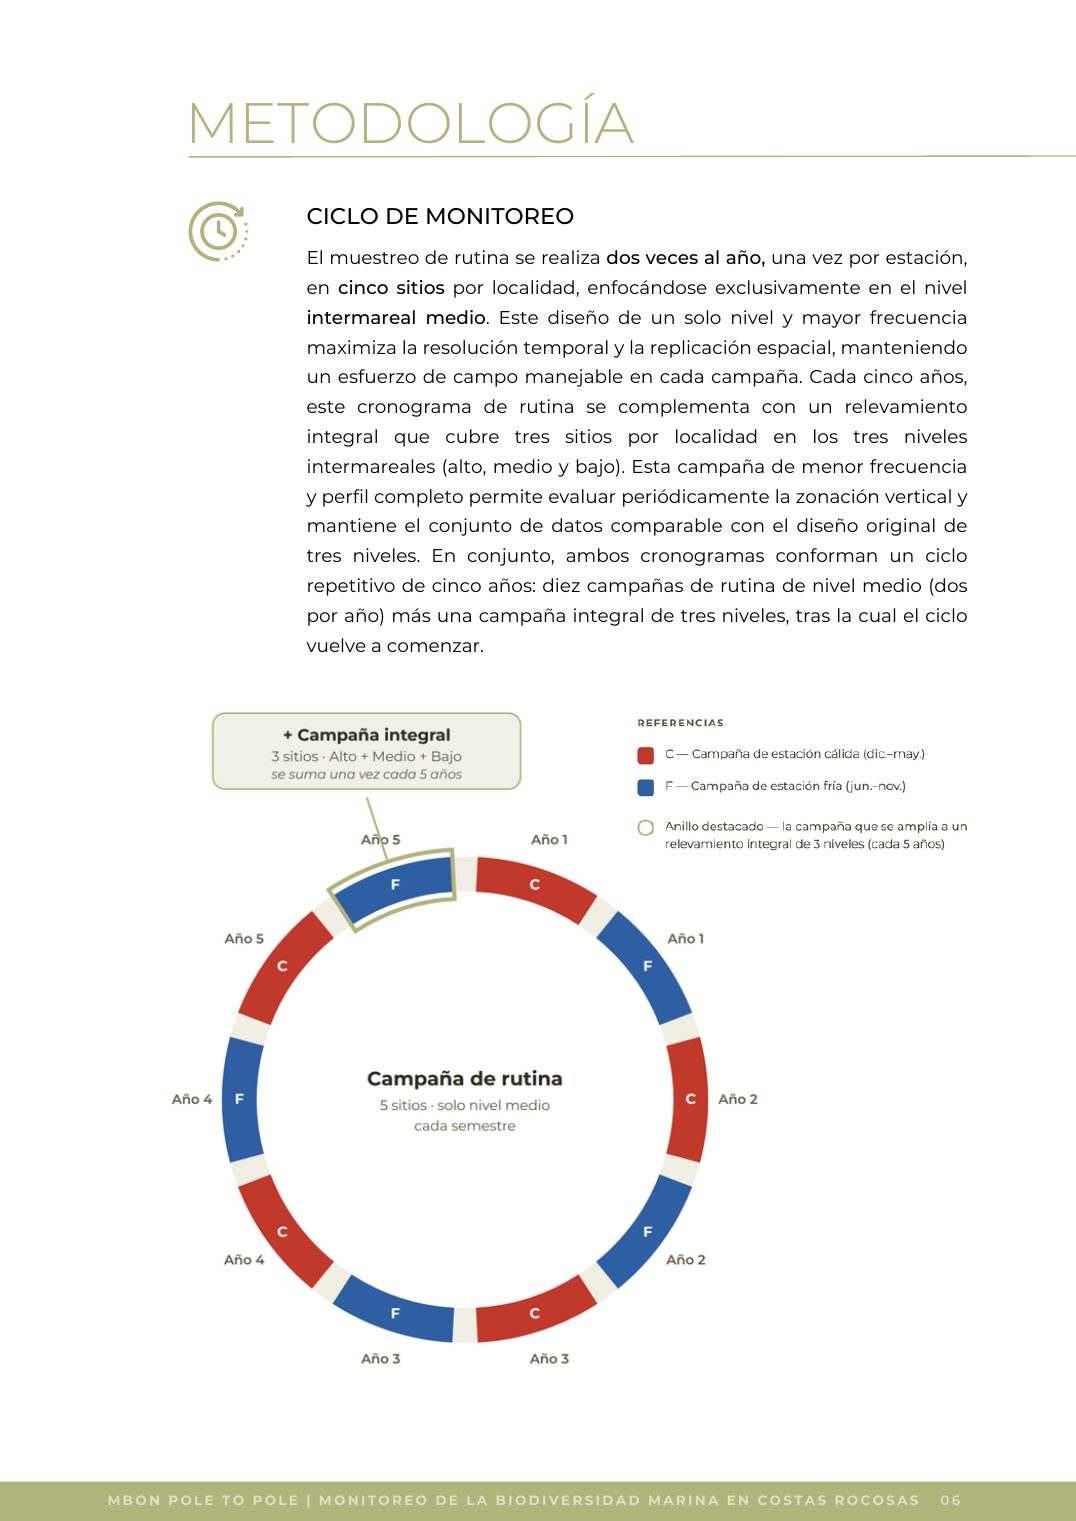 METODOLOGÍA
CICLO DE MONITOREO
El muestreo de rutina se realiza dos veces al año, una vez por estación,
en cinco sitios por localidad, enfocándose exclusivamente en el nivel
intermareal medio. Este diseño de un solo nivel y mayor frecuencia
maximiza la resolución temporal y la replicación espacial, manteniendo
un esfuerzo de campo manejable en cada campaña. Cada cinco años,
este cronograma de rutina se complementa con un relevamiento
integral que cubre tres sitios por localidad en los tres niveles
intermareales (alto, medio y bajo). Esta campaña de menor frecuencia
y perfil completo permite evaluar periódicamente la zonación vertical y
mantiene el conjunto de datos comparable con el diseño original de
tres niveles. En conjunto, ambos cronogramas conforman un ciclo
repetitivo de cinco años: diez campañas de rutina de nivel medio (dos
por año) más una campaña integral de tres niveles, tras la cual el ciclo
vuelve a comenzar.
+ Campaña integral
3 sitios · Alto + Medio + Bajo
se suma una vez cada 5 años
REFERENCIAS
C — Campaña de estación cálida (dic.–may.)
F — Campaña de estación fría (jun.–nov.)
Anillo destacado — la campaña que se amplía a un
relevamiento integral de 3 niveles (cada 5 años)
Año 5
F
Año 1
C
Año 5
C
Año 1
F
Año 4
F
Campaña de rutina
5 sitios · solo nivel medio
cada semestre
C
Año 2
C
Año 4
F
Año 2
F
Año 3
C
Año 3
MBON POLE TO POLE | MONITOREO DE LA BIODIVERSIDAD MARINA EN COSTAS ROCOSAS 06